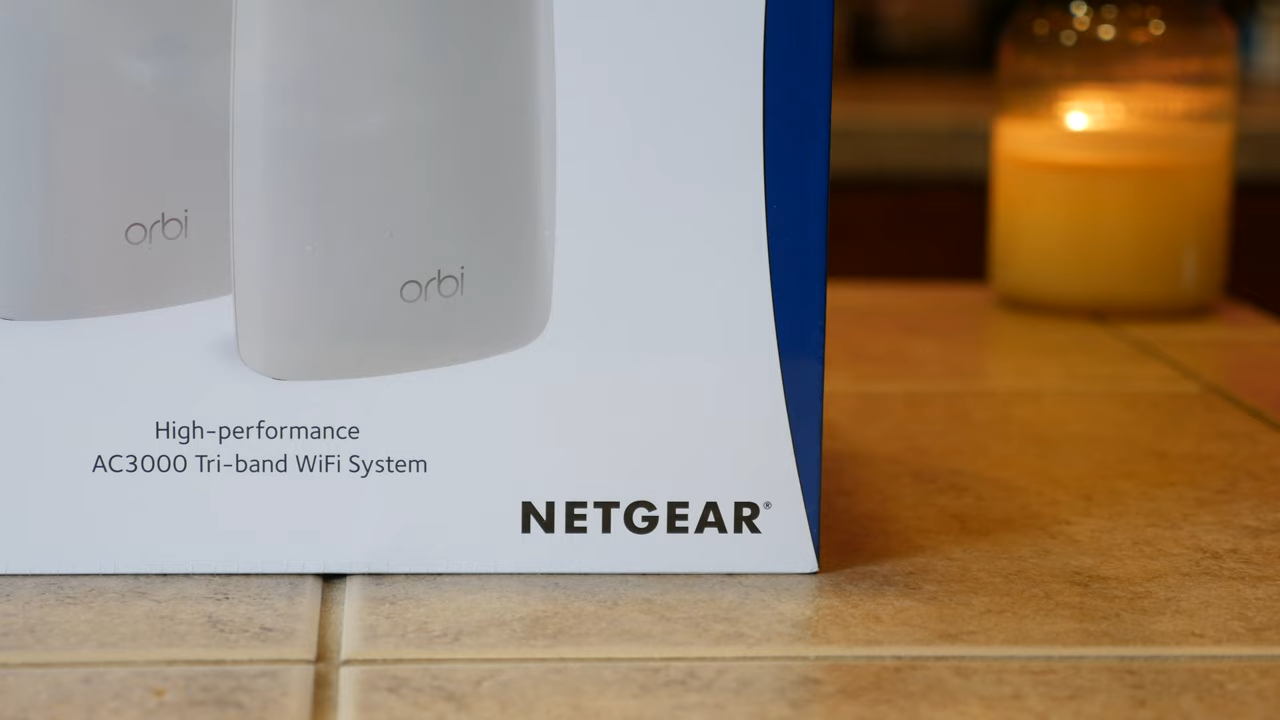 orbi
orbi
High-performance
AC3000 Tri-band WiFi System
NETGEAR®